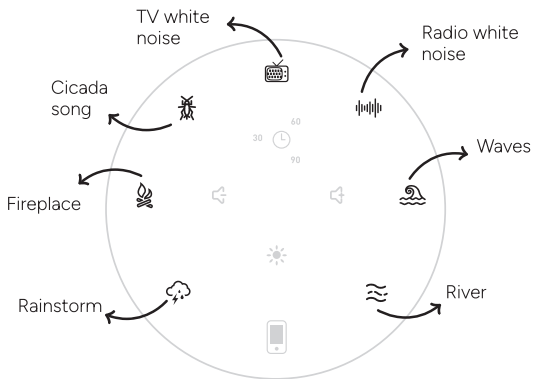 TV white
noise
Radio white
noise
Cicada
song
60
30
90
Waves
Fireplace
Rainstorm
River